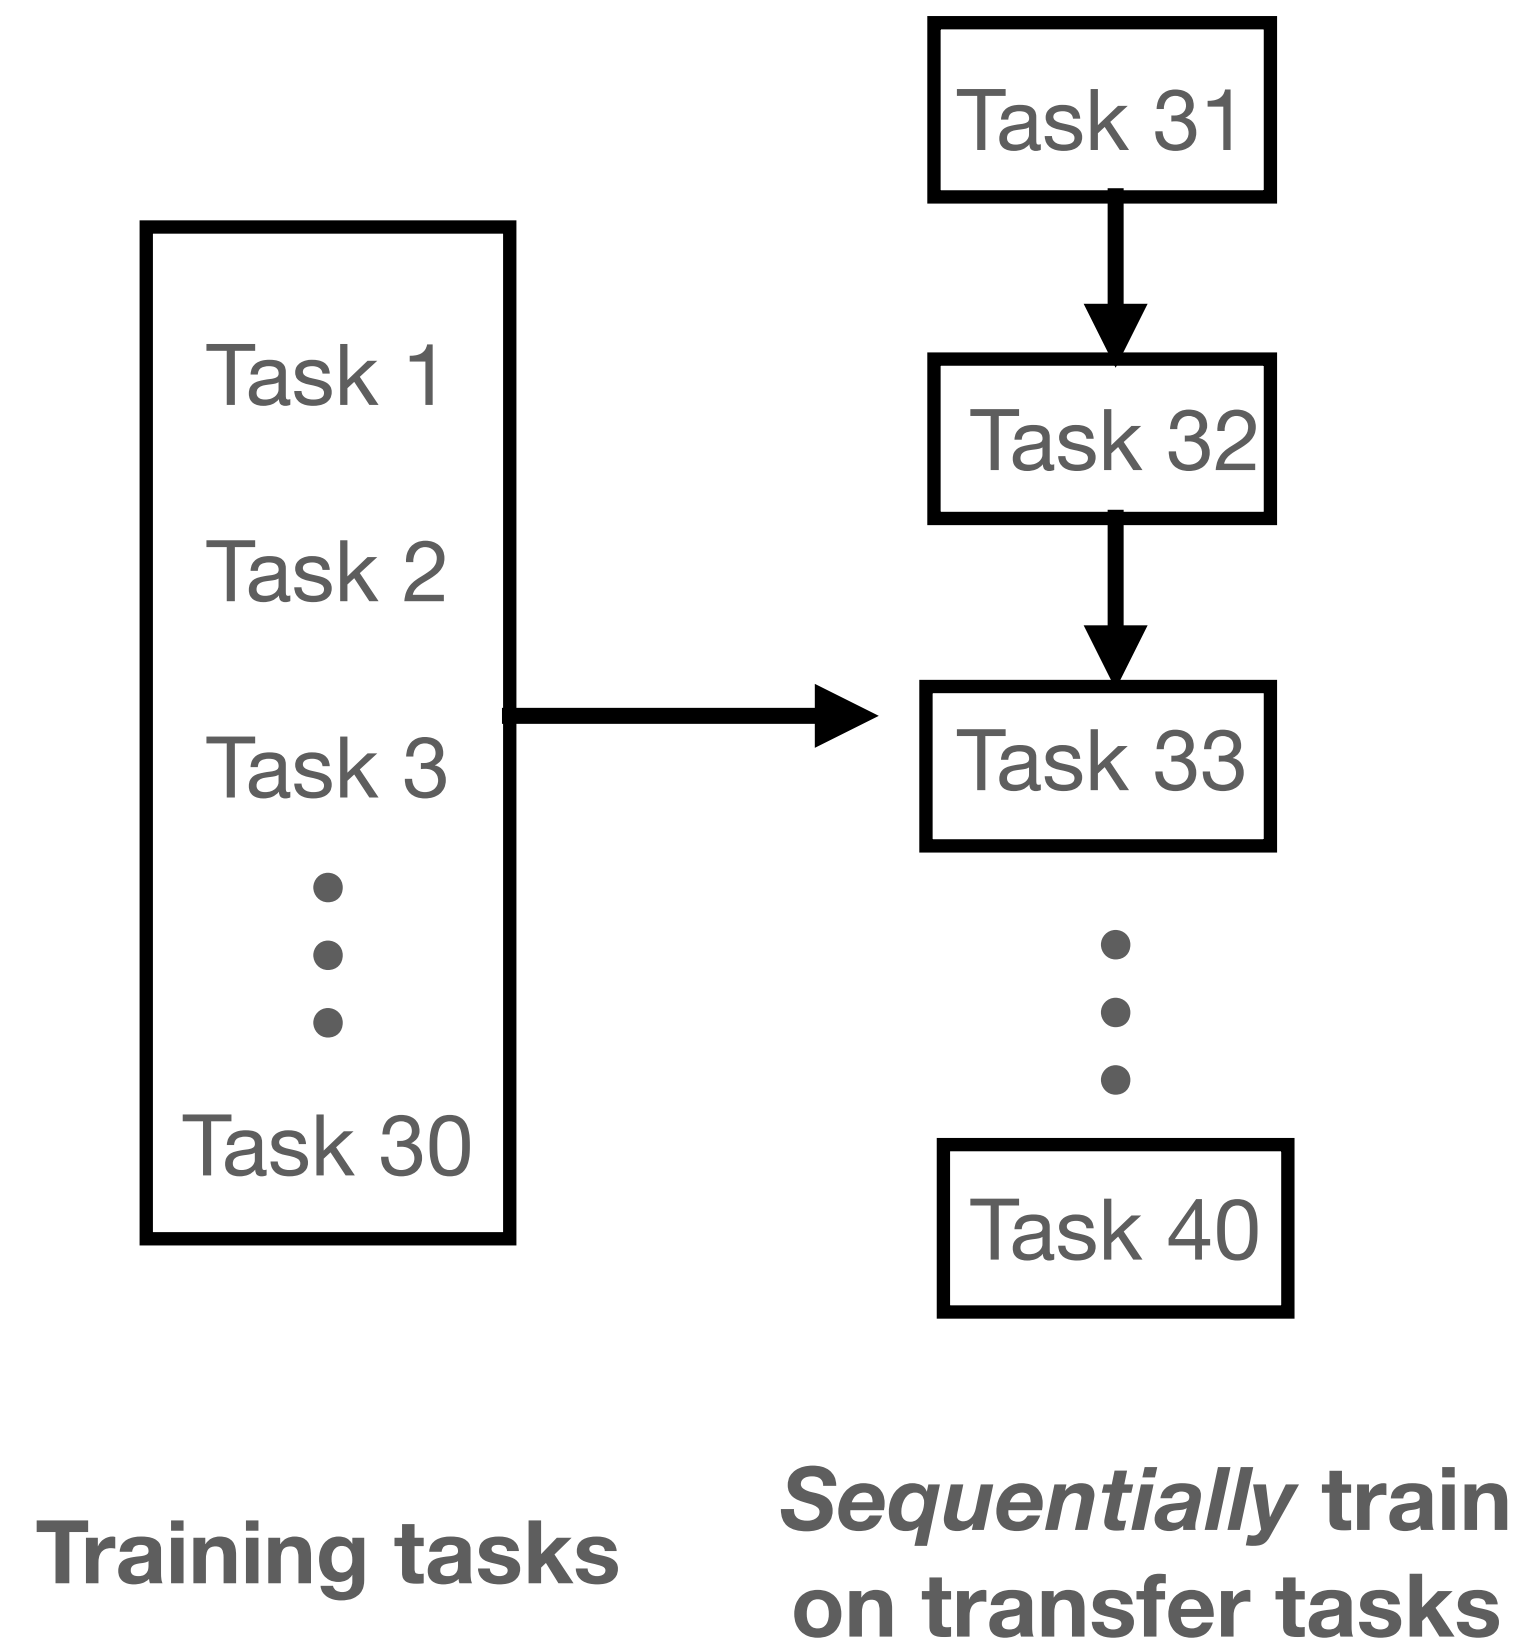 Task 1
Task 2
Task 3
Task 30
Training tasks
Task 31
Task 32
Task 33
Task 40
Sequentially train
on transfer tasks